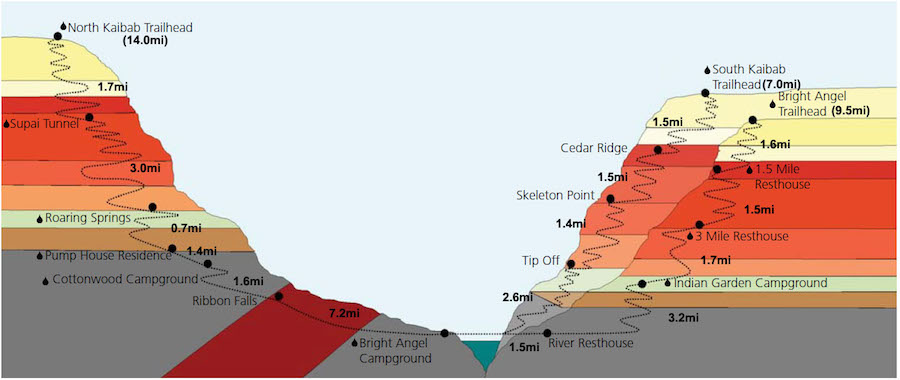 North Kaibab Trailhead
(14.0mi)
1.7mi
Supai Tunnel
3.0mi
Roaring Springs
0.7mi
Pump House Residence
1.4mi
Cottonwood Campground
1.6mi
Ribbon Falls
7.2mi
Bright Angel
Campground
South Kaibab
Trailhead (7.0mi)
1.5mi
Cedar Ridge
1.5mi
Skeleton Point
1.4mi
Tip Off
2.6mi
Bright Angel
Trailhead (9.5mi)
1.6mi
1.5 Mile
Resthouse
1.5mi
3 Mile Resthouse
1.7mi
Indian Garden Campground
3.2mi
River Resthouse
1.5mi